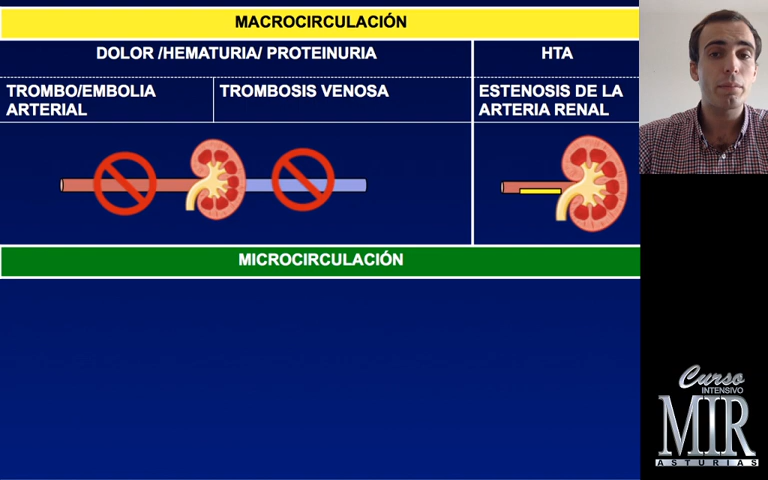 MACROCIRCULACIÓN
DOLOR /HEMATURIA/ PROTEINURIA
HTA
TROMBO/EMBOLIA
ARTERIAL
TROMBOSIS VENOSA
ESTENOSIS DE LA
ARTERIA RENAL
MICROCIRCULACIÓN
Curso
INTENSIVO
MIR
ASTURIAS